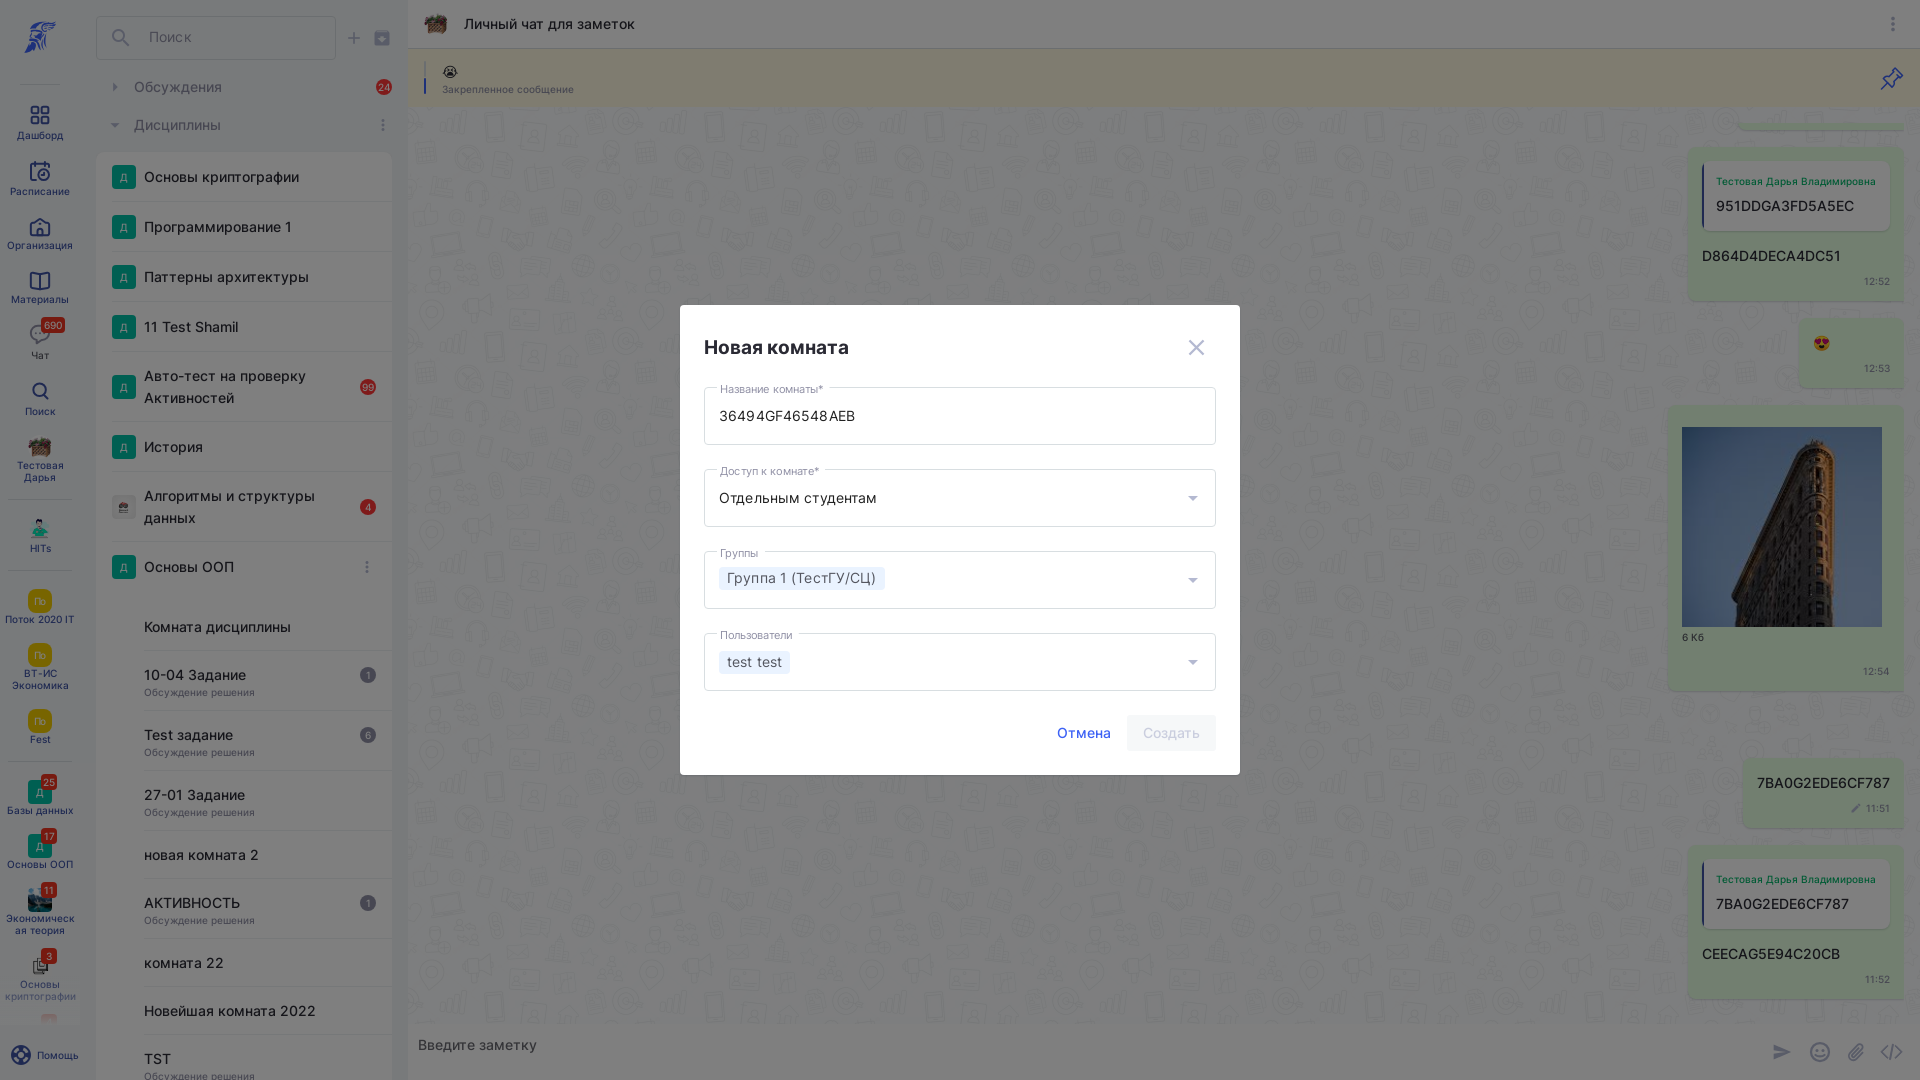 Дашборд
Расписание
Организация
Материалы
690
Чат
Поиск
Тестовая
Дарья
HITs
По
Поток 2020 IT
По
ВТ-ИС
Экономика
По
Fest
25
Д
Базы данных
17
Д
Основы ООП
11
Экономическ
ая теория
3
Основы
криптографии
Помощь
Поиск
Обсуждения
24
Дисциплины
Д
Основы криптографии
Д
Программирование 1
Д
Паттерны архитектуры
Д
11 Test Shamil
Д
Авто-тест на проверку
Активностей
99
Д
История
Алгоритмы и структуры
данных
4
Д
Основы ООП
Комната дисциплины
10-04 Задание
1
Обсуждение решения
Test задание
6
Обсуждение решения
27-01 Задание
Обсуждение решения
новая комната 2
АКТИВНОСТЬ
1
Обсуждение решения
комната 22
Новейшая комната 2022
TST
Обсуждение решения
Личный чат для заметок
Закрепленное сообщение
Тестовая Дарья Владимировна
951DDGA3FD5A5EC
D864D4DECA4DC51
12:52
12:53
6 Кб
12:54
7BA0G2EDE6CF787
11:51
Тестовая Дарья Владимировна
7BA0G2EDE6CF787
CEECAG5E94C20CB
11:52
Введите заметку
Новая комната
Название комнаты*
36494GF46548AEB
Доступ к комнате*
Отдельным студентам
Группы
Группа 1 (ТестГУ/СЦ)
Пользователи
test test
Отмена
Создать